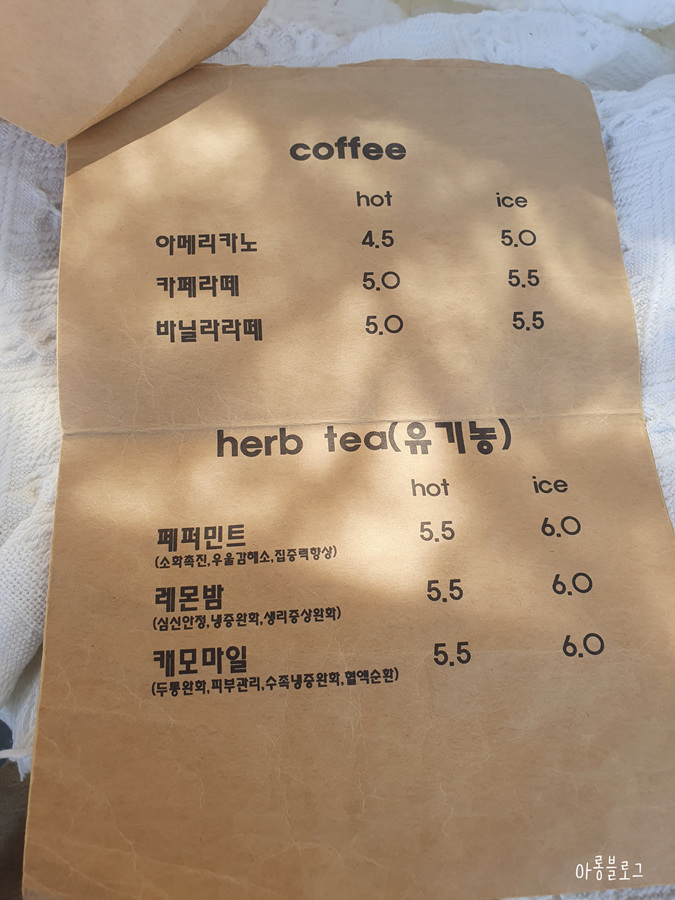 coffee
hot ice
아메리카노 4.5 5.0
카페라떼 5.0 5.5
바닐라라떼 5.0 5.5
herb tea(유기농)
hot ice
페퍼민트 5.5 6.0
(소화촉진,우울감해소,집중력향상)
레몬밤 5.5 6.0
(심신안정,냉증완화,생리증상완화)
캐모마일 5.5 6.0
(두통완화,피부관리,수족냉증완화,혈액순환)
아롱블로그